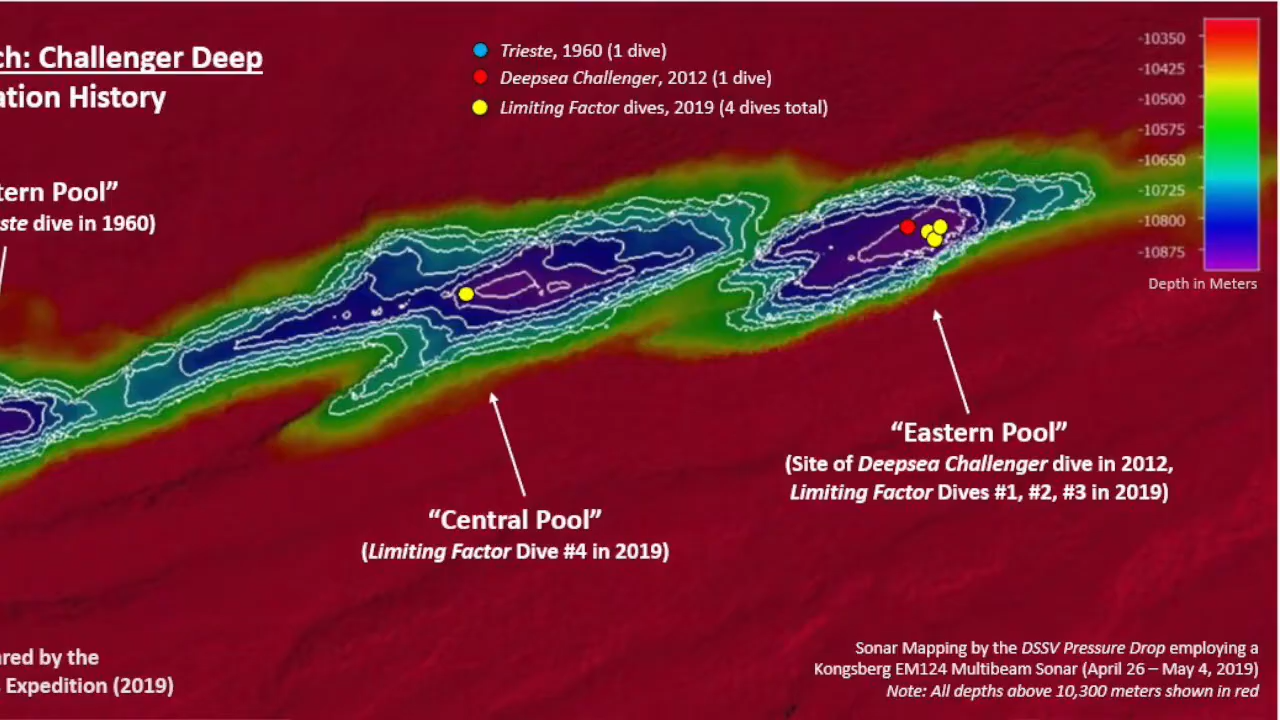 ch: Challenger Deep
ation History
Trieste, 1960 (1 dive)
Deepsea Challenger, 2012 (1 dive)
Limiting Factor dives, 2019 (4 dives total)
-10350
-10425
-10500
-10575
-10650
-10725
-10800
-10875
Depth in Meters
tern Pool”
ste dive in 1960)
“Eastern Pool”
(Site of Deepsea Challenger dive in 2012,
Limiting Factor Dives #1, #2, #3 in 2019)
“Central Pool”
(Limiting Factor Dive #4 in 2019)
ared by the
Expedition (2019)
Sonar Mapping by the DSSV Pressure Drop employing a
Kongsberg EM124 Multibeam Sonar (April 26 – May 4, 2019)
Note: All depths above 10,300 meters shown in red